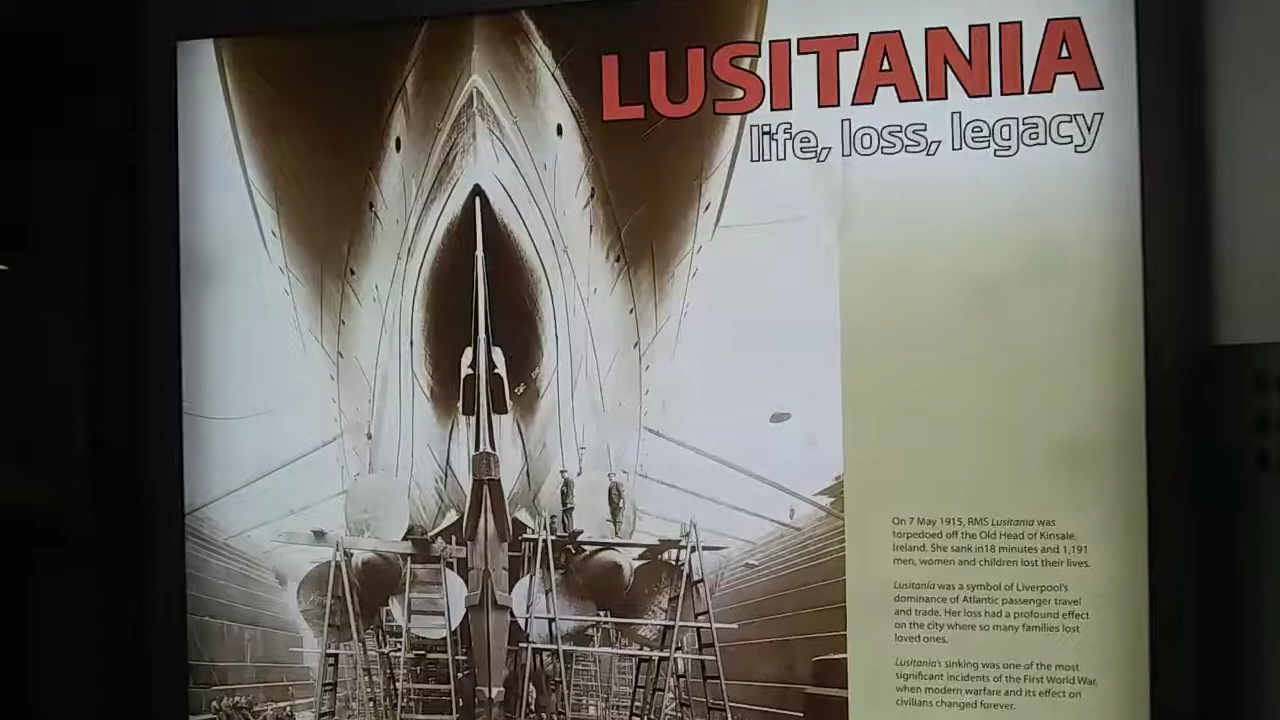 LUSITANIA
life, loss, legacy
On 7 May 1915, RMS Lusitania was
torpedoed off the Old Head of Kinsale,
Ireland. She sank in18 minutes and 1,191
men, women and children lost their lives.
Lusitania was a symbol of Liverpool's
dominance of Atlantic passenger travel
and trade. Her loss had a profound effect
on the city where so many families lost
loved ones.
Lusitania's sinking was one of the most
significant incidents of the First World War,
when modern warfare and its effect on
civilians changed forever.